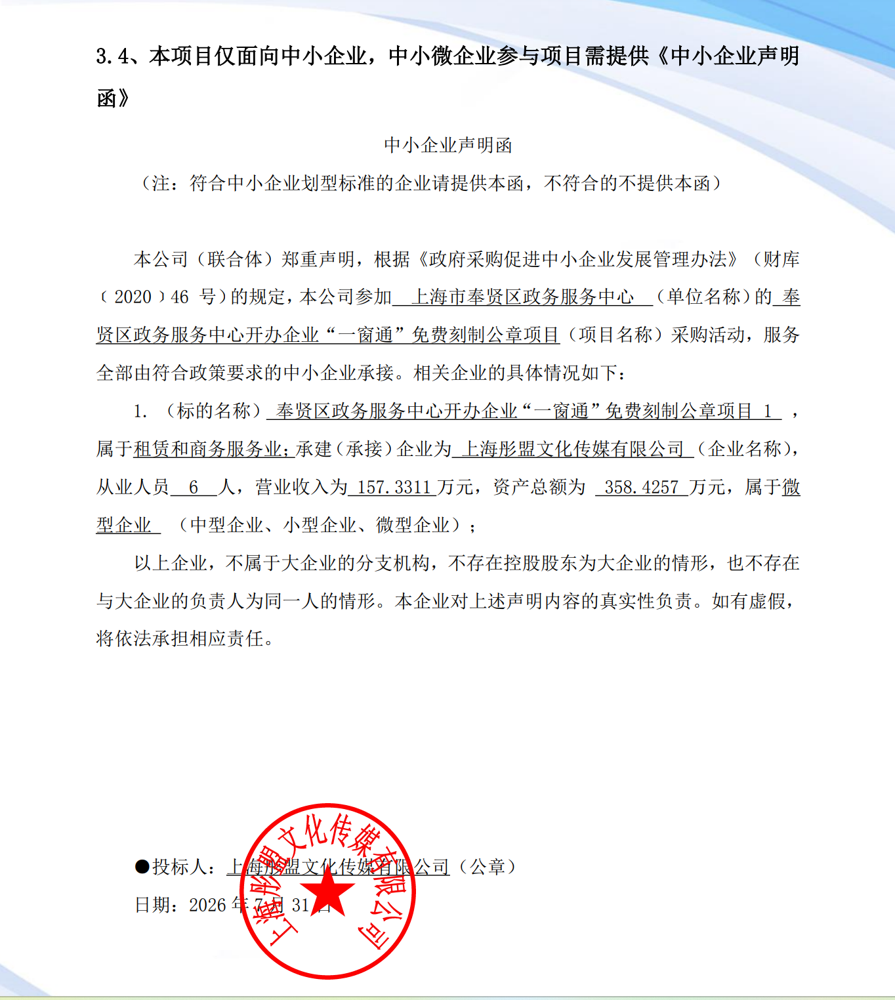 3.4、本项目仅面向中小企业，中小微企业参与项目需提供《中小企业声明
函》
中小企业声明函
（注：符合中小企业划型标准的企业请提供本函，不符合的不提供本函）
本公司（联合体）郑重声明，根据《政府采购促进中小企业发展管理办法》（财库
﹝2020﹞46 号）的规定，本公司参加 上海市奉贤区政务服务中心 （单位名称）的 奉
贤区政务服务中心开办企业“一窗通”免费刻制公章项目（项目名称）采购活动，服务
全部由符合政策要求的中小企业承接。相关企业的具体情况如下：
1. （标的名称） 奉贤区政务服务中心开办企业“一窗通”免费刻制公章项目 1 ，
属于租赁和商务服务业；承建（承接）企业为 上海彤盟文化传媒有限公司 （企业名称），
从业人员 6 人，营业收入为 157.3311 万元，资产总额为 358.4257 万元，属于微
型企业 （中型企业、小型企业、微型企业）；
以上企业，不属于大企业的分支机构，不存在控股股东为大企业的情形，也不存在
与大企业的负责人为同一人的情形。本企业对上述声明内容的真实性负责。如有虚假，
将依法承担相应责任。
●投标人：上海彤盟文化传媒有限公司（公章）
日期：2026 年 7 月 31 日
上海彤盟文化传媒有限公司